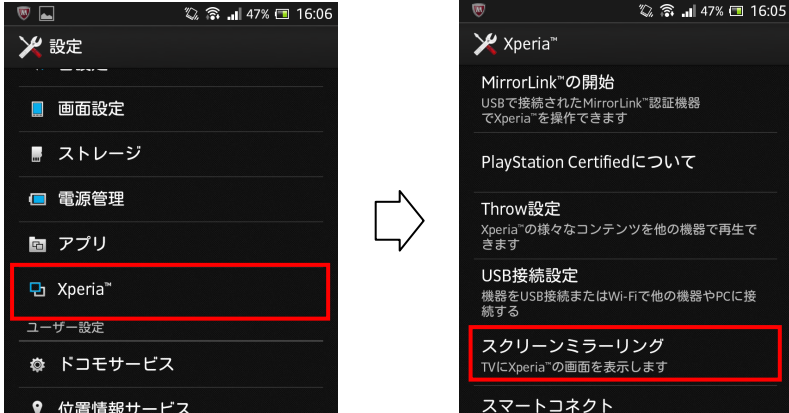 47% 16:06
設定
画面設定
ストレージ
電源管理
アプリ
Xperia™
ユーザー設定
ドコモサービス
位置情報サービス
47% 16:05
Xperia™
MirrorLink™の開始
USBで接続されたMirrorLink™認証機器
でXperia™を操作できます
PlayStation Certifiedについて
Throw設定
Xperia™の様々なコンテンツを他の機器で再生で
きます
USB接続設定
機器をUSB接続またはWi-Fiで他の機器やPCに接
続する
スクリーンミラーリング
TVにXperia™の画面を表示します
スマートコネクト